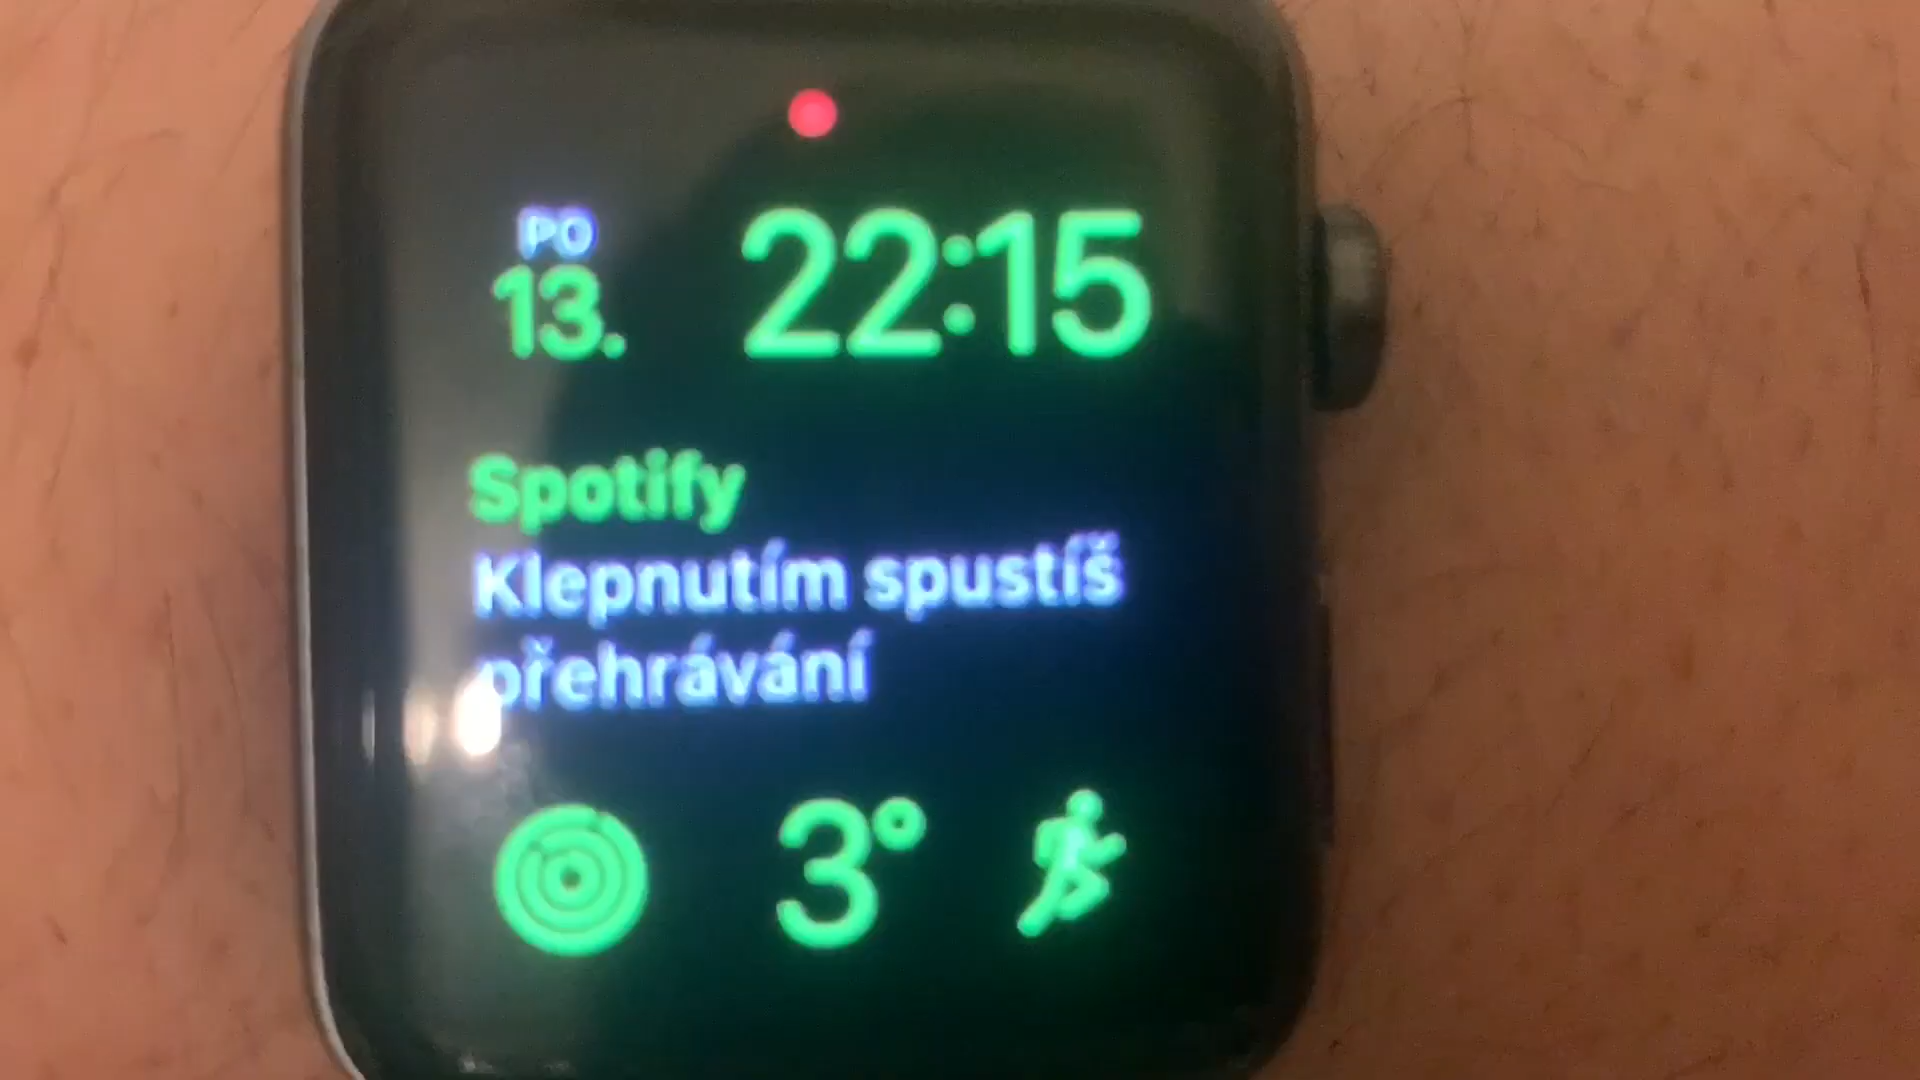 PO
13.
22:15
Spotify
Klepnutím spustíš
přehrávání
3°